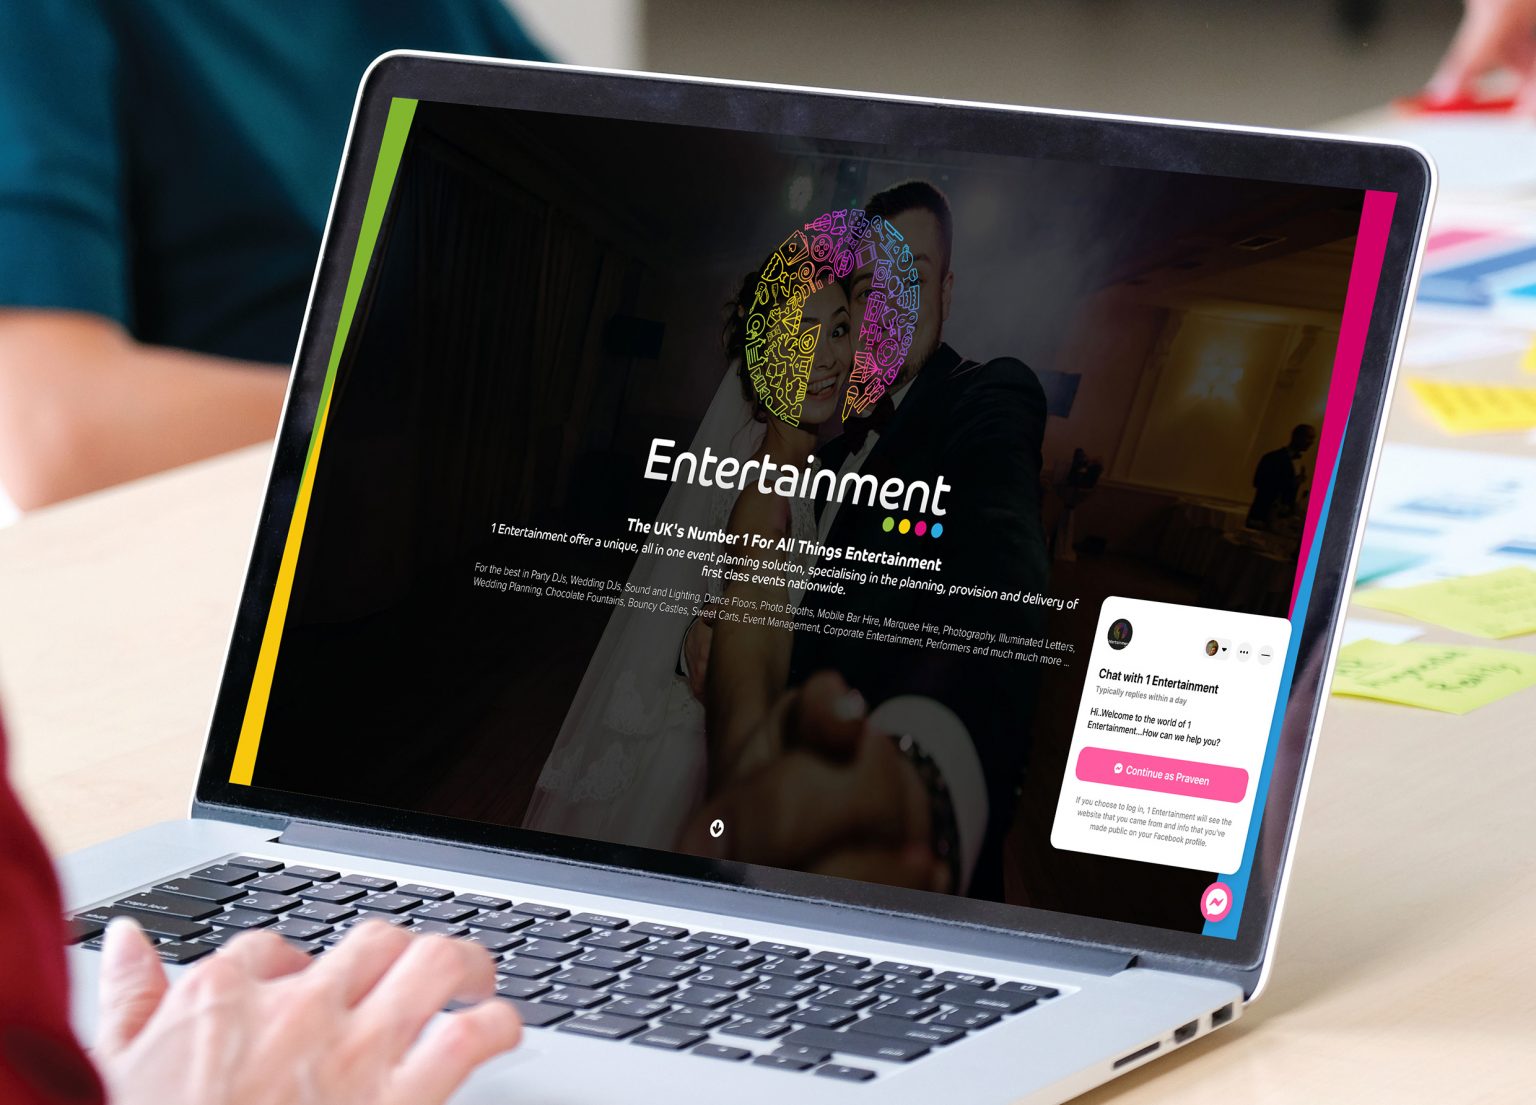 Entertainment
The UK's Number 1 For All Things Entertainment
1 Entertainment offer a unique, all in one event planning solution, specialising in the planning, provision and delivery of
first class events nationwide.
For the best in Party DJs, Wedding DJs, Sound and Lighting, Dance Floors, Photo Booths, Mobile Bar Hire, Marquee Hire, Photography, Illuminated Letters,
Wedding Planning, Chocolate Fountains, Bouncy Castles, Sweet Carts, Event Management, Corporate Entertainment, Performers and much much more ...
Chat with 1 Entertainment
Typically replies within a day
Hi..Welcome to the world of 1
Entertainment...How can we help you?
Continue as Praveen
If you choose to log in, 1 Entertainment will see the
website that you came from and info that you've
made public on your Facebook profile.
esc
tab
caps lock
shift